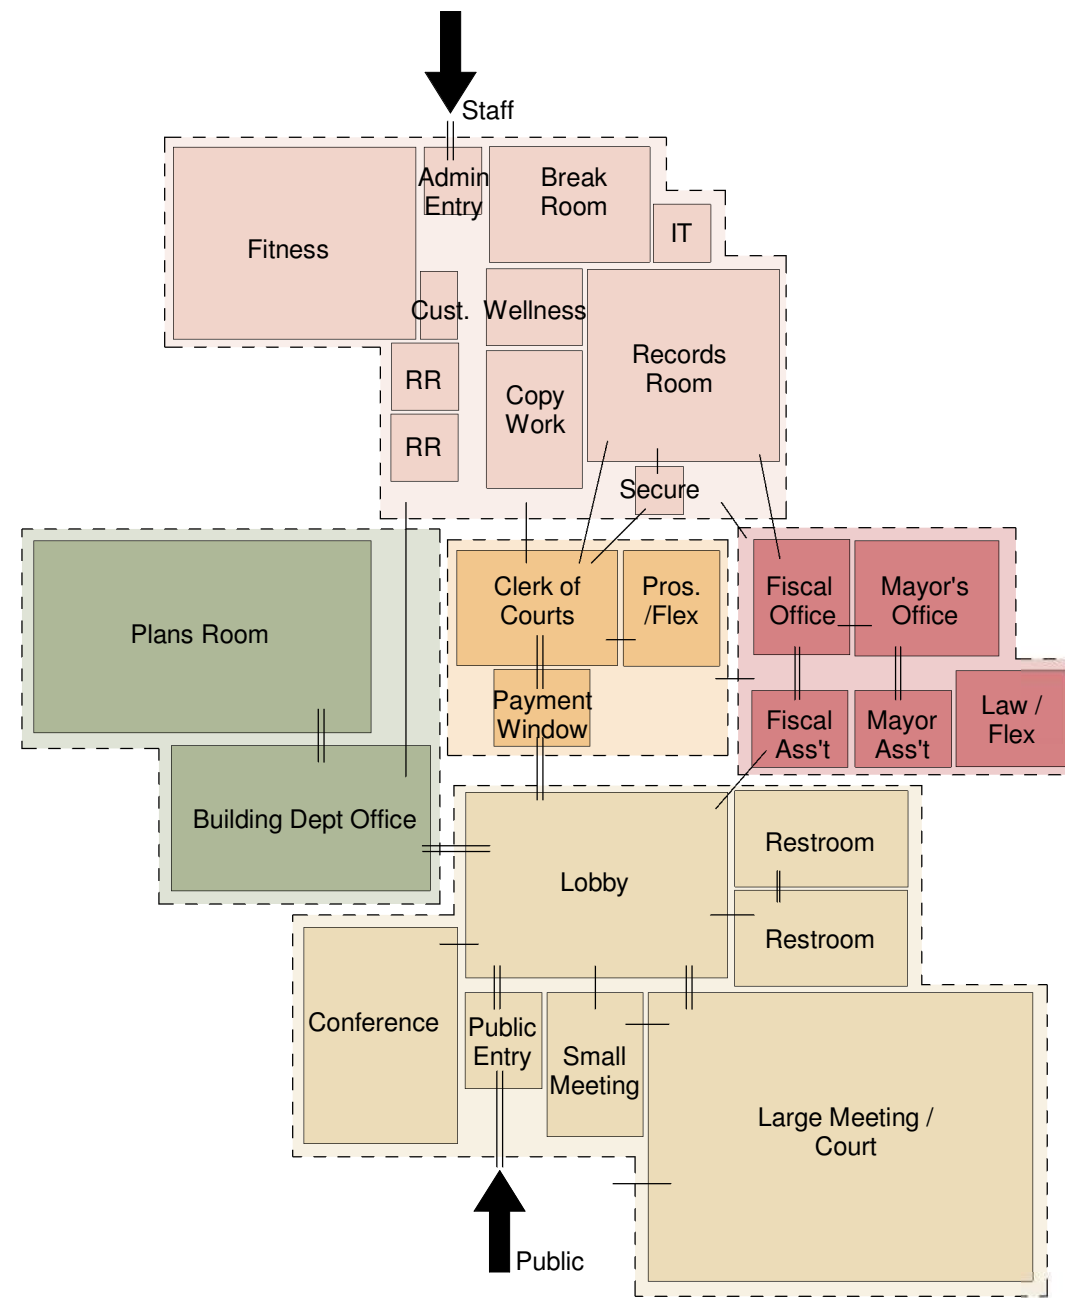 Staff
Admin
Entry
Break
Room
IT
Fitness
Cust.
Wellness
Records
Room
RR
Copy
Work
RR
Secure
Plans Room
Clerk of
Courts
Pros.
/Flex
Fiscal
Office
Mayor's
Office
Payment
Window
Fiscal
Ass't
Mayor
Ass't
Law /
Flex
Building Dept Office
Lobby
Restroom
Restroom
Conference
Public
Entry
Small
Meeting
Large Meeting /
Court
Public